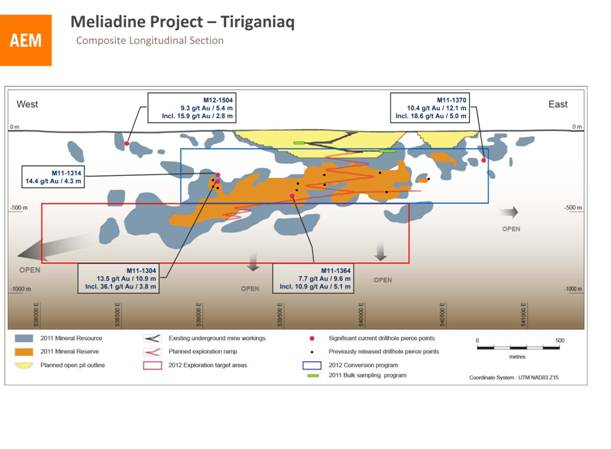 AEM
Meliadine Project – Tiriganiaq
Composite Longitudinal Section
West
East
M12-1504
9.3 g/t Au / 5.4 m
Incl. 15.9 g/t Au / 2.8 m
M11-1370
10.4 g/t Au / 12.1 m
Incl. 18.6 g/t Au / 5.0 m
0 m
0 m
M11-1314
14.4 g/t Au / 4.3 m
-500 m
-500 m
OPEN
OPEN
M11-1304
13.5 g/t Au / 10.9 m
Incl. 36.1 g/t Au / 3.8 m
M11-1364
7.7 g/t Au / 9.6 m
Incl. 10.9 g/t Au / 5.1 m
OPEN
OPEN
-1000 m
-1000 m
2011 Mineral Resource
2011 Mineral Reserve
Planned open pit outline
Existing underground mine workings
Planned exploration ramp
2012 Exploration target areas
Significant current drillhole pierce points
Previously released drillhole pierce points
2012 Conversion program
2011 Bulk sampling program
0
500
metres
Coordinate System : UTM NAD83 Z15